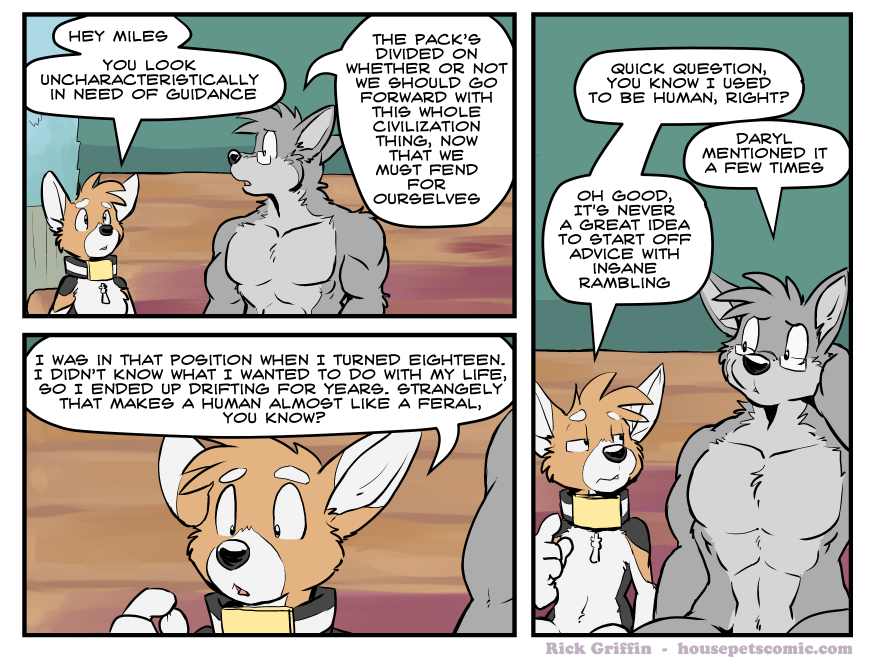 HEY MILES
YOU LOOK
UNCHARACTERISTICALLY
IN NEED OF GUIDANCE
THE PACK'S
DIVIDED ON
WHETHER OR NOT
WE SHOULD GO
FORWARD WITH
THIS WHOLE
CIVILIZATION
THING, NOW
THAT WE
MUST FEND
FOR
OURSELVES
I WAS IN THAT POSITION WHEN I TURNED EIGHTEEN.
I DIDN'T KNOW WHAT I WANTED TO DO WITH MY LIFE,
SO I ENDED UP DRIFTING FOR YEARS. STRANGELY
THAT MAKES A HUMAN ALMOST LIKE A FERAL,
YOU KNOW?
QUICK QUESTION,
YOU KNOW I USED
TO BE HUMAN, RIGHT?
DARYL
MENTIONED IT
A FEW TIMES
OH GOOD,
IT'S NEVER
A GREAT IDEA
TO START OFF
ADVICE WITH
INSANE
RAMBLING
Rick Griffin - housepetscomic.com